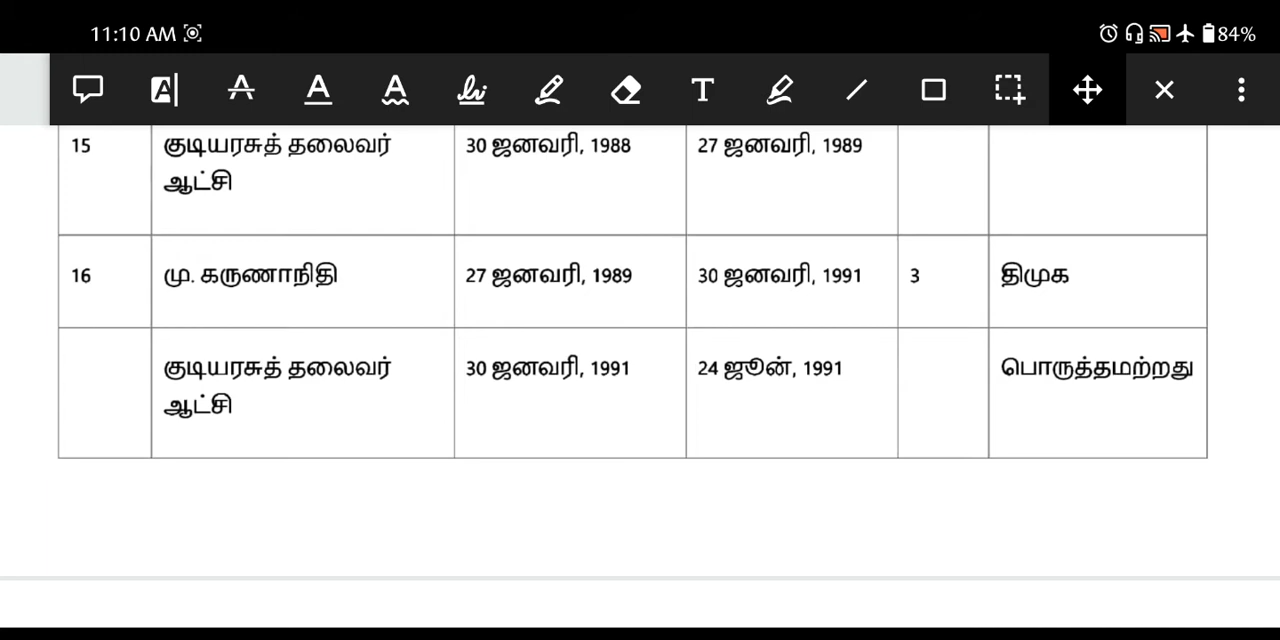 11:10 AM 84%
A A A A T
15 குடியரசுத் தலைவர் 30 ஜனவரி, 1988 27 ஜனவரி, 1989
ஆட்சி
16 மு. கருணாநிதி 27 ஜனவரி, 1989 30 ஜனவரி, 1991 3 திமுக
குடியரசுத் தலைவர் 30 ஜனவரி, 1991 24 ஜூன், 1991 பொருத்தமற்றது
ஆட்சி